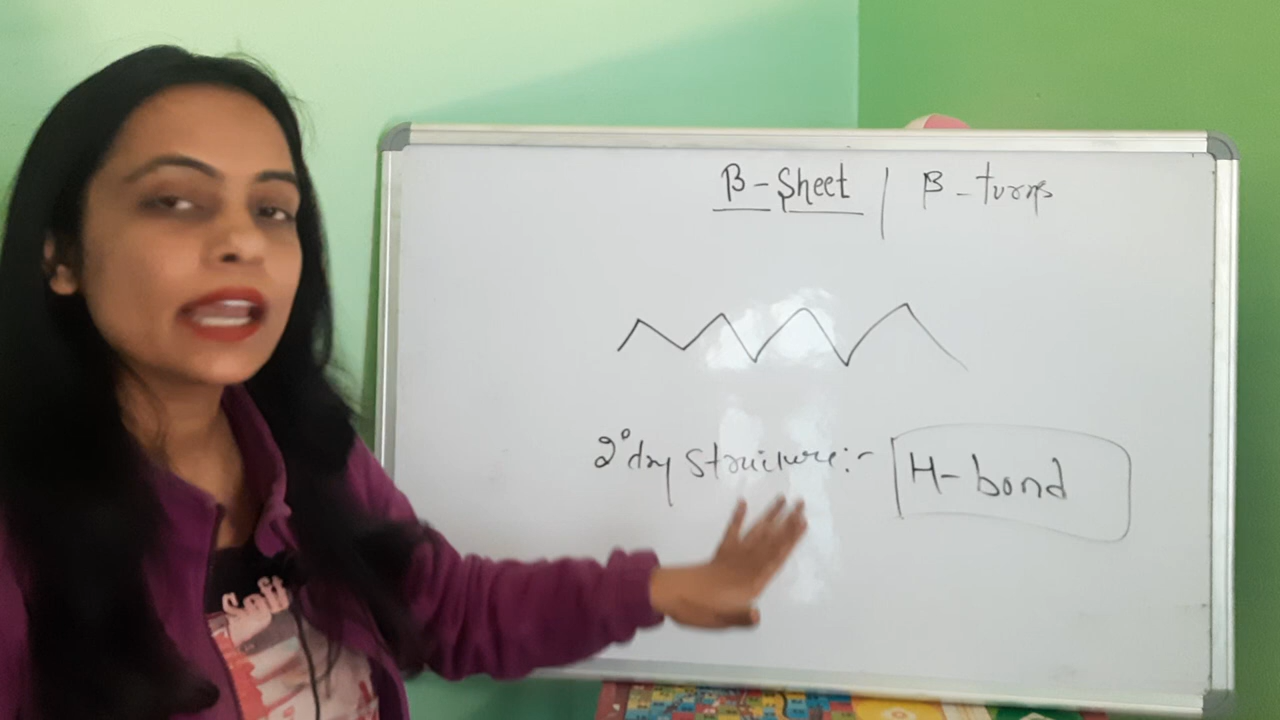 β-Sheet | β-turns
2°dry structure:- H-bond